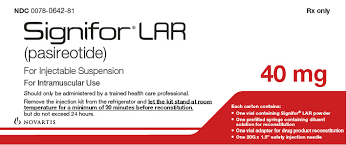 NDC 0078-0642-81
Rx only
Signifor® LAR
(pasireotide)
For Injectable Suspension
For Intramuscular Use
40 mg
Should only be administered by a trained health care professional.
Remove the injection kit from the refrigerator and let the kit stand at room
temperature for a minimum of 30 minutes before reconstitution,
but do not exceed 24 hours.
NOVARTIS
Each carton contains:
• One vial containing Signifor® LAR powder
• One prefilled syringe containing diluent
solution for reconstitution
• One vial adapter for drug product reconstitution
• One 20G x 1.5" safety injection needle